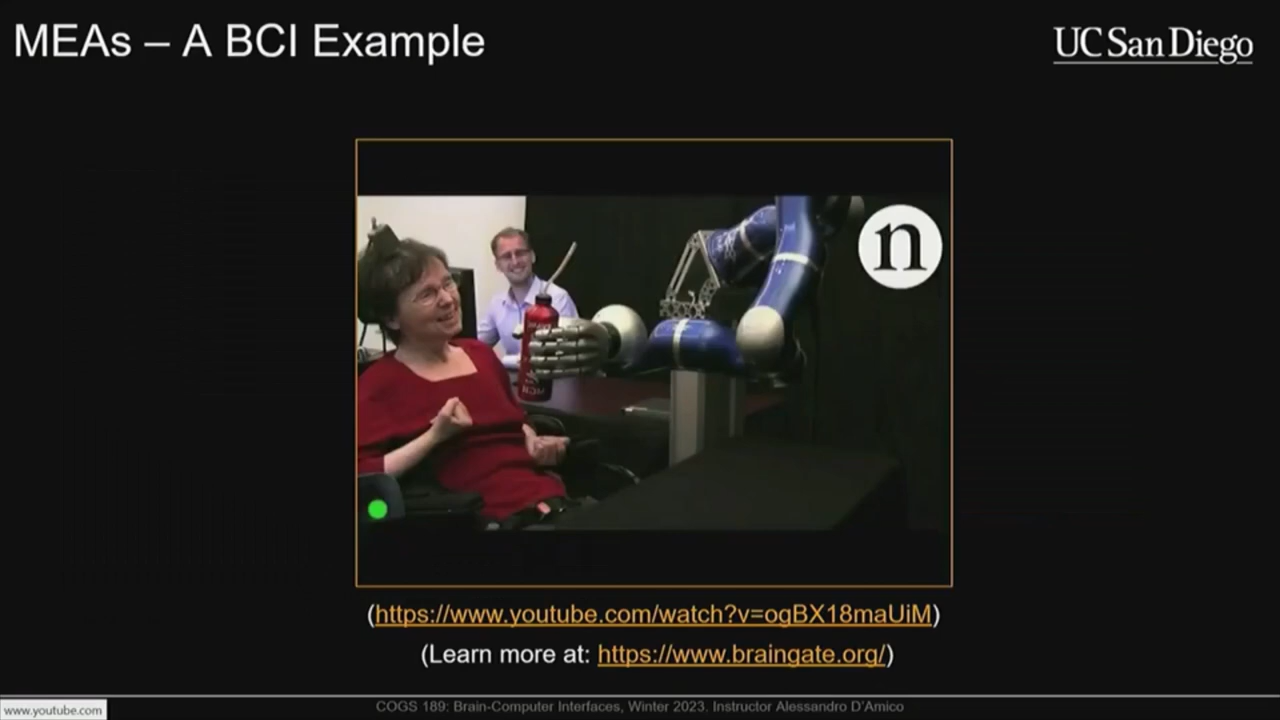 MEAs – A BCI Example
UC San Diego
n
(https://www.youtube.com/watch?v=ogBX18maUiM)
(Learn more at: https://www.braingate.org/)
COGS 189: Brain-Computer Interfaces, Winter 2023. Instructor Alessandro D'Amico
www.youtube.com